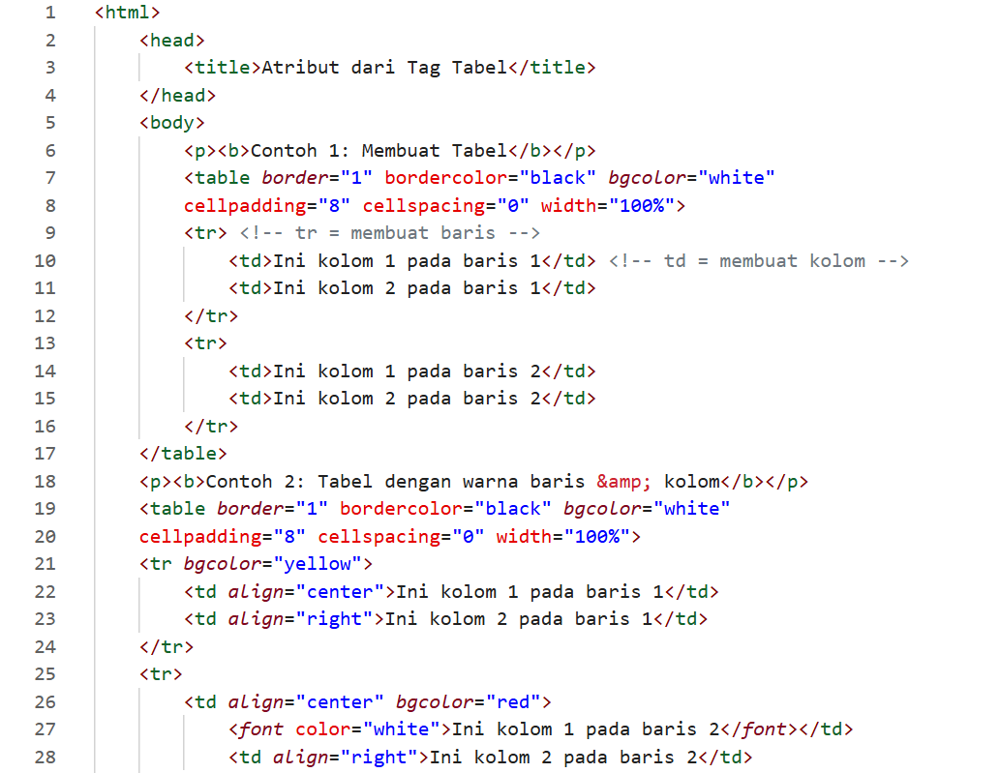 1 <html>
2 <head>
3 <title>Atribut dari Tag Tabel</title>
4 </head>
5 <body>
6 <p><b>Contoh 1: Membuat Tabel</b></p>
7 <table border="1" bordercolor="black" bgcolor="white"
8 cellpadding="8" cellspacing="0" width="100%">
9 <tr> <!-- tr = membuat baris -->
10 <td>Ini kolom 1 pada baris 1</td> <!-- td = membuat kolom -->
11 <td>Ini kolom 2 pada baris 1</td>
12 </tr>
13 <tr>
14 <td>Ini kolom 1 pada baris 2</td>
15 <td>Ini kolom 2 pada baris 2</td>
16 </tr>
17 </table>
18 <p><b>Contoh 2: Tabel dengan warna baris &amp; kolom</b></p>
19 <table border="1" bordercolor="black" bgcolor="white"
20 cellpadding="8" cellspacing="0" width="100%">
21 <tr bgcolor="yellow">
22 <td align="center">Ini kolom 1 pada baris 1</td>
23 <td align="right">Ini kolom 2 pada baris 1</td>
24 </tr>
25 <tr>
26 <td align="center" bgcolor="red">
27 <font color="white">Ini kolom 1 pada baris 2</font></td>
28 <td align="right">Ini kolom 2 pada baris 2</td>